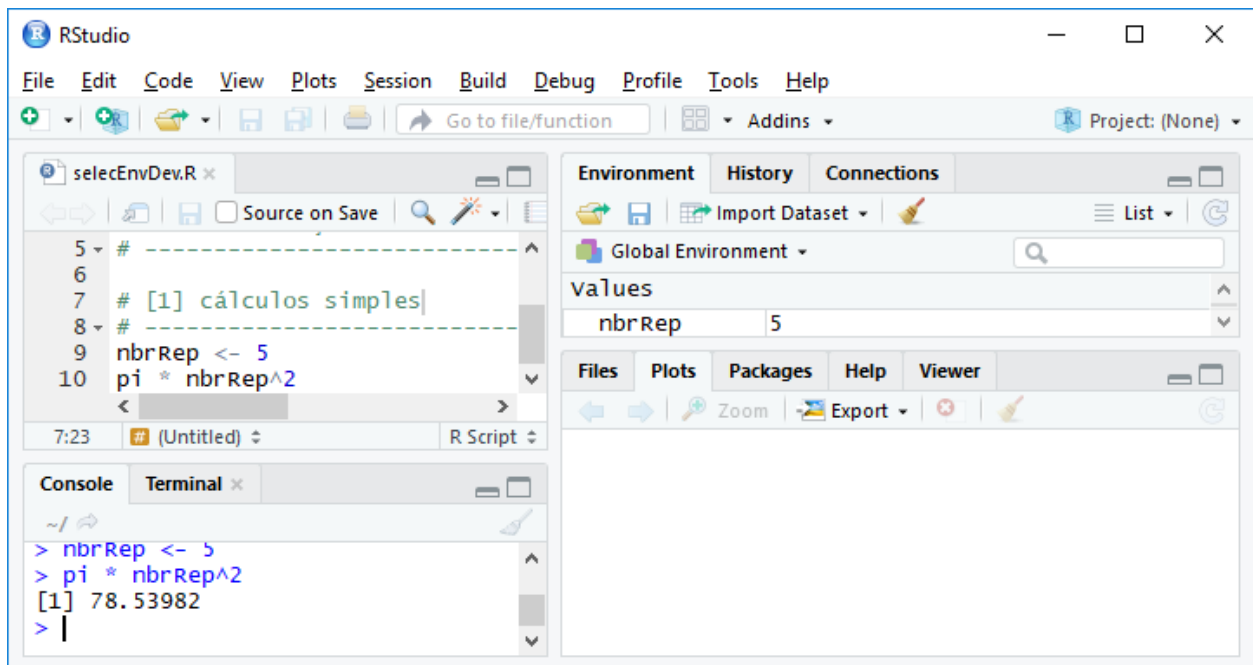 RStudio
File Edit Code View Plots Session Build Debug Profile Tools Help
Go to file/function Addins Project: (None)
selecEnvDev.R
Source on Save
5 # ----------------------------
6
7 # [1] cálculos simples
8 # ----------------------------
9 nbrRep <- 5
10 pi * nbrRep^2
7:23 (Untitled) R Script
Console Terminal
~/
> nbrRep <- 5
> pi * nbrRep^2
[1] 78.53982
>
Environment History Connections
Import Dataset List
Global Environment
Values
nbrRep 5
Files Plots Packages Help Viewer
Zoom Export